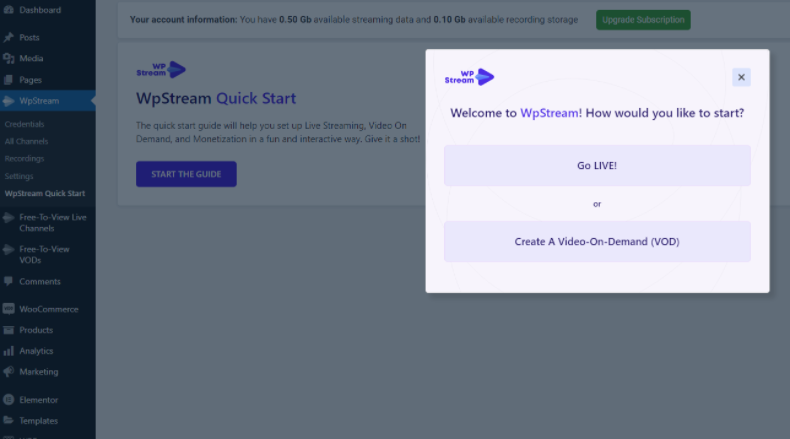 Dashboard
Posts
Media
Pages
WpStream
Credentials
All Channels
Recordings
Settings
WpStream Quick Start
Free-To-View Live
Channels
Free-To-View
VODs
Comments
WooCommerce
Products
Analytics
Marketing
Elementor
Templates
Your account information: You have 0.50 Gb available streaming data and 0.10 Gb available recording storage
Upgrade Subscription
WP
Stream
WpStream Quick Start
The quick start guide will help you set up Live Streaming, Video On
Demand, and Monetization in a fun and interactive way. Give it a shot!
START THE GUIDE
WP
Stream
Welcome to WpStream! How would you like to start?
Go LIVE!
or
Create A Video-On-Demand (VOD)